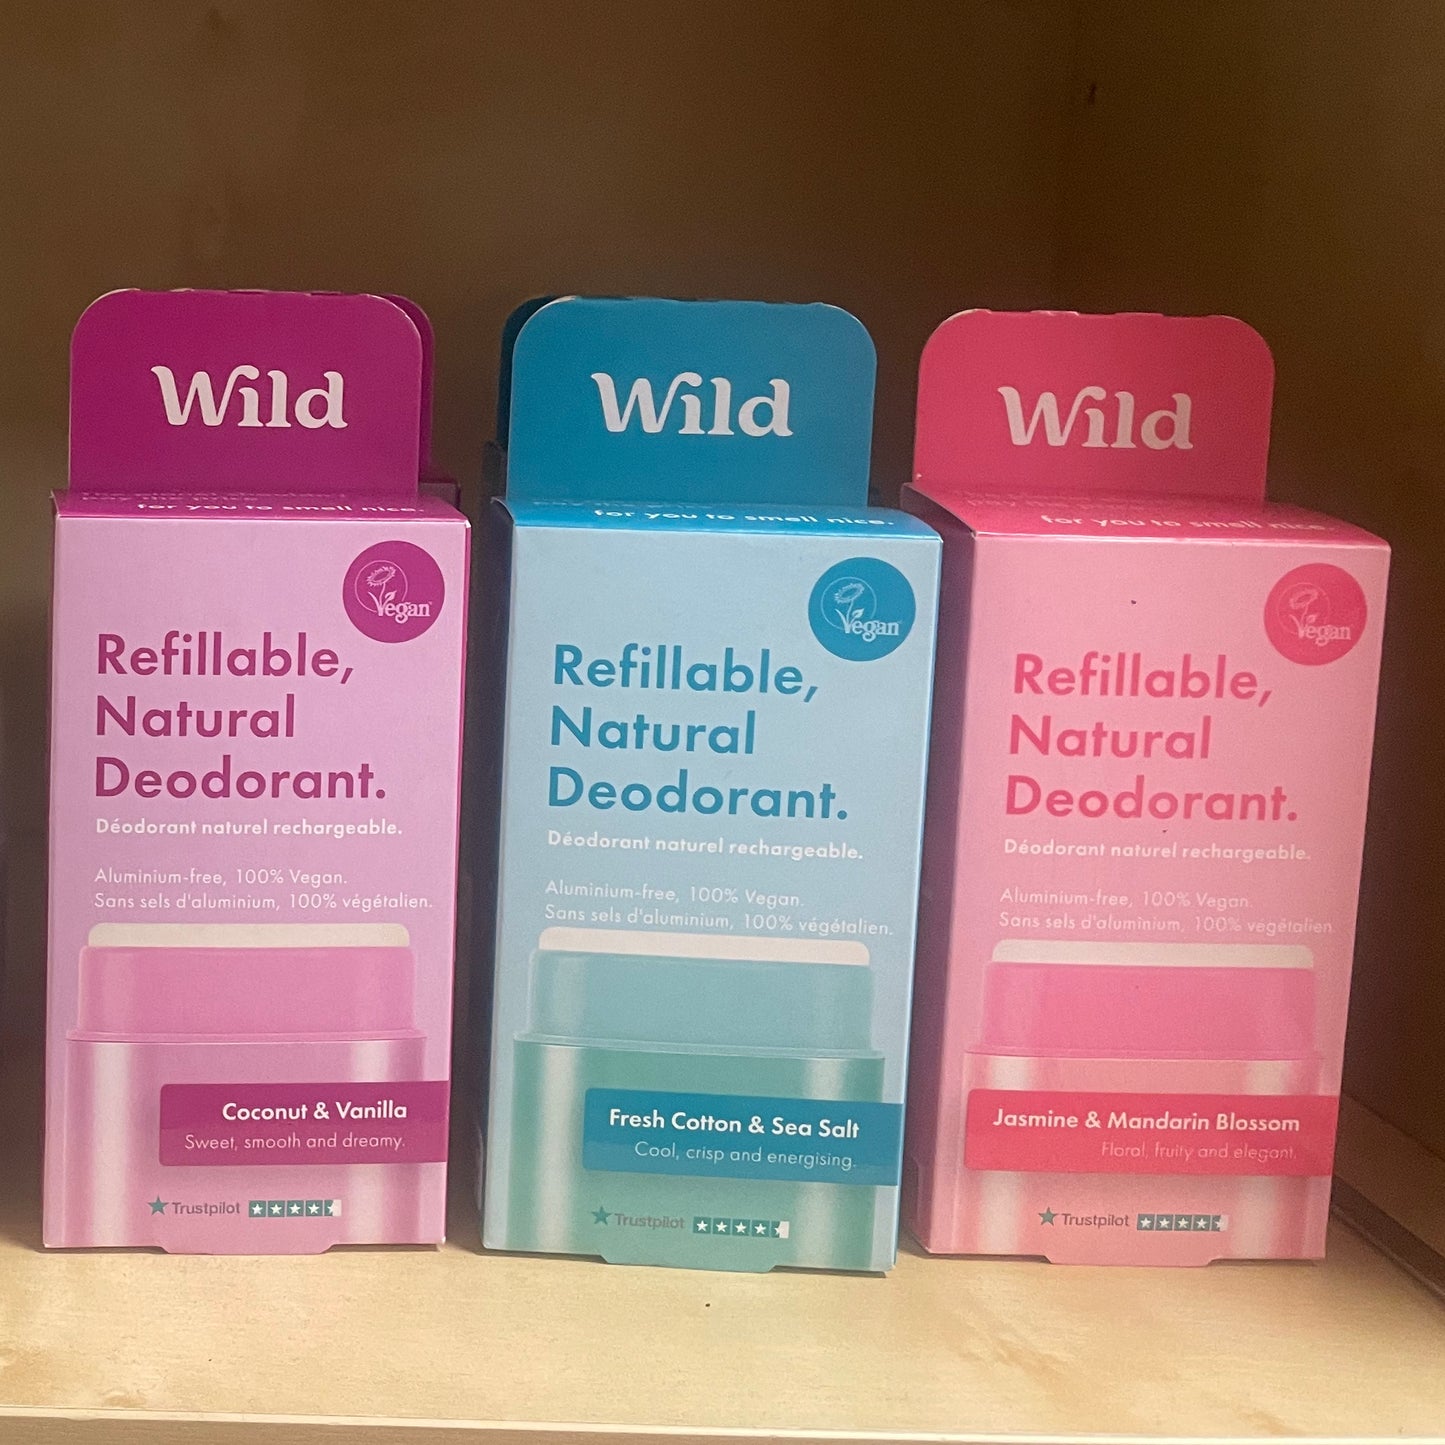 Wild
for you to smell nice.
Vegan
Refillable,
Natural
Deodorant.
Déodorant naturel rechargeable.
Aluminium-free, 100% Vegan.
Sans sels d'aluminium, 100% végétalien.
Coconut & Vanilla
Sweet, smooth and dreamy.
Trustpilot
Wild
for you to smell nice.
Vegan
Refillable,
Natural
Deodorant.
Déodorant naturel rechargeable.
Aluminium-free, 100% Vegan.
Sans sels d'aluminium, 100% végétalien.
Fresh Cotton & Sea Salt
Cool, crisp and energising.
Trustpilot
Wild
for you to smell nice.
Vegan
Refillable,
Natural
Deodorant.
Déodorant naturel rechargeable.
Aluminium-free, 100% Vegan.
Sans sels d'aluminium, 100% végétalien
Jasmine & Mandarin Blossom
Floral, fruity and elegant.
Trustpilot